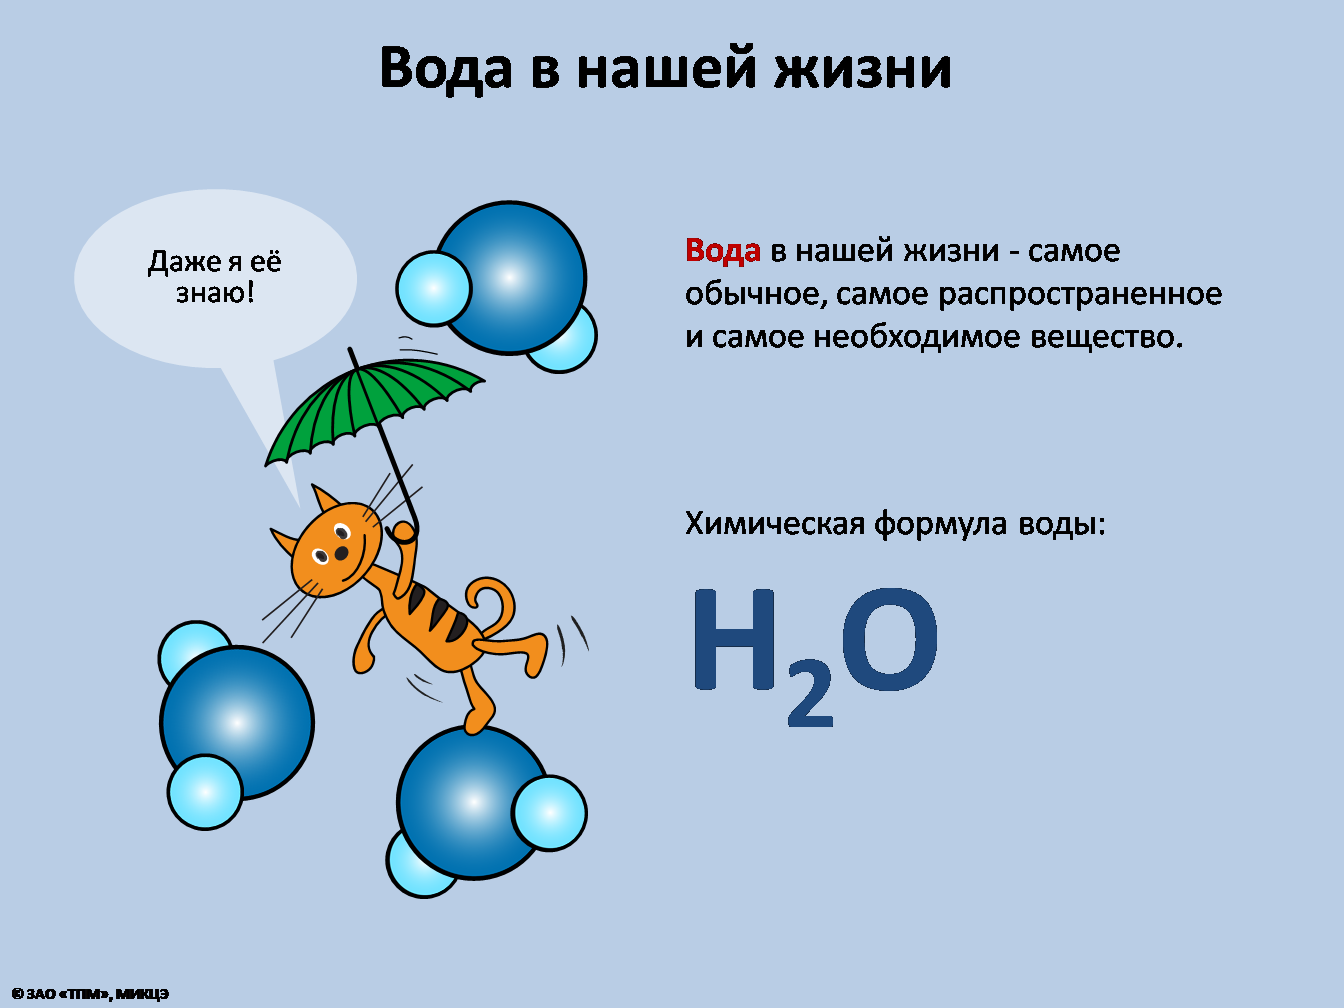 Вода в нашей жизни
Даже я её
знаю!
Вода в нашей жизни - самое
обычное, самое распространенное
и самое необходимое вещество.
Химическая формула воды:
H₂O
© ЗАО «ТПМ», МИКЦЭ